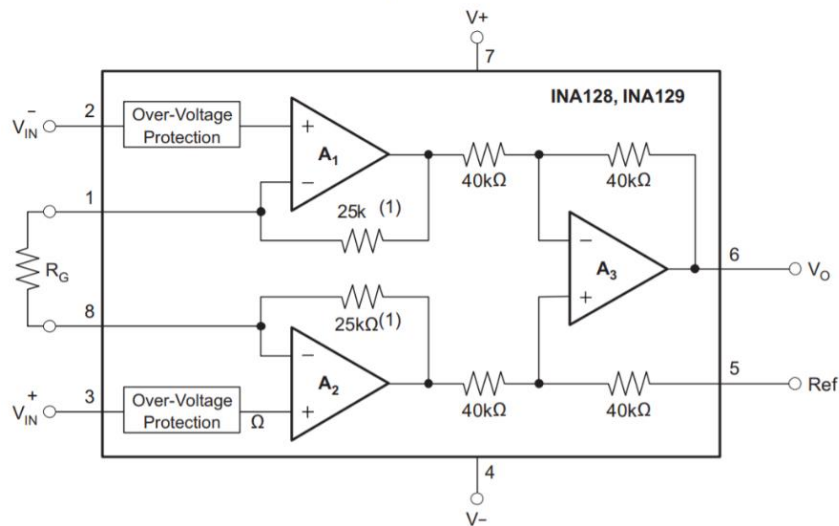 V+
7
INA128, INA129
2
V⁻IN
Over-Voltage
Protection
+
A1
−
40kΩ
40kΩ
1
25k (1)
RG
−
A3
+
6
VO
8
25kΩ(1)
−
A2
+
5
Ref
3
V⁺IN
Over-Voltage
Protection
Ω
40kΩ
40kΩ
4
V−